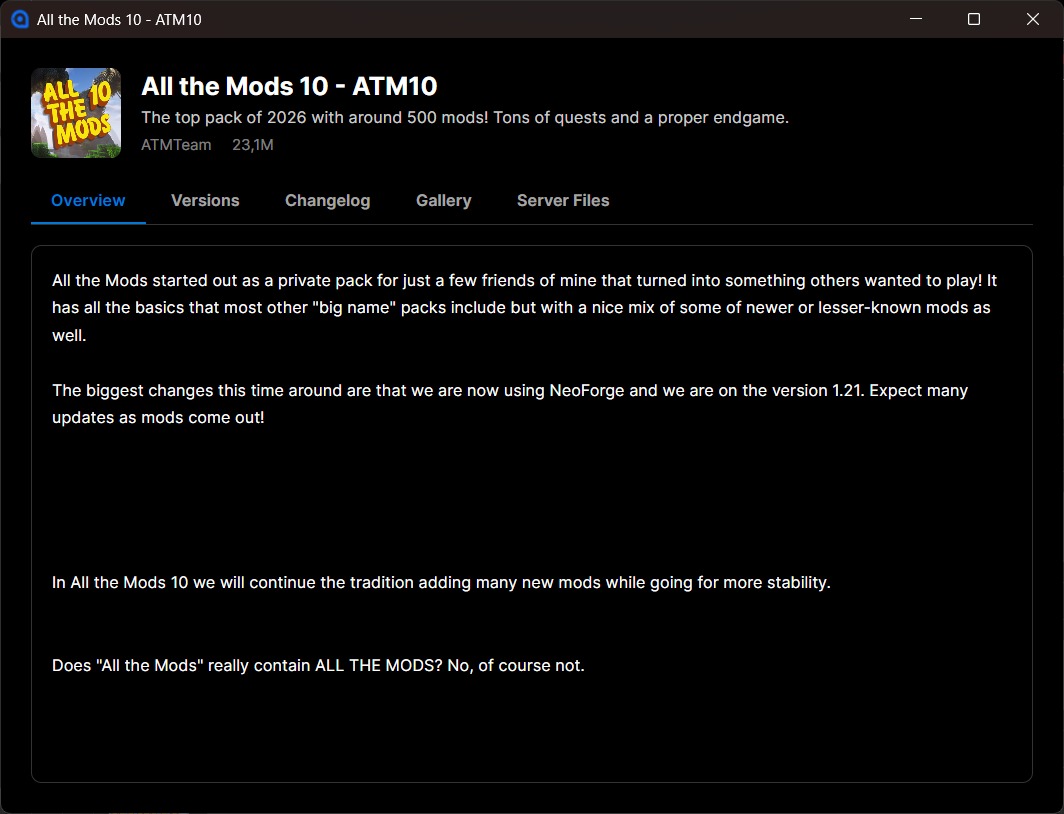 All the Mods 10 - ATM10
ALL 10
THE
MODS
All the Mods 10 - ATM10
The top pack of 2026 with around 500 mods! Tons of quests and a proper endgame.
ATMTeam 23,1M
Overview Versions Changelog Gallery Server Files
All the Mods started out as a private pack for just a few friends of mine that turned into something others wanted to play! It
has all the basics that most other "big name" packs include but with a nice mix of some of newer or lesser-known mods as
well.
The biggest changes this time around are that we are now using NeoForge and we are on the version 1.21. Expect many
updates as mods come out!
In All the Mods 10 we will continue the tradition adding many new mods while going for more stability.
Does "All the Mods" really contain ALL THE MODS? No, of course not.